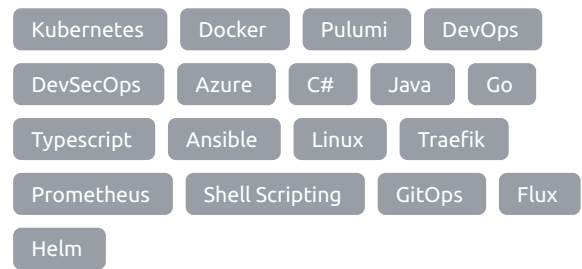 Kubernetes Docker Pulumi DevOps
DevSecOps Azure C# Java Go
Typescript Ansible Linux Traefik
Prometheus Shell Scripting GitOps Flux
Helm